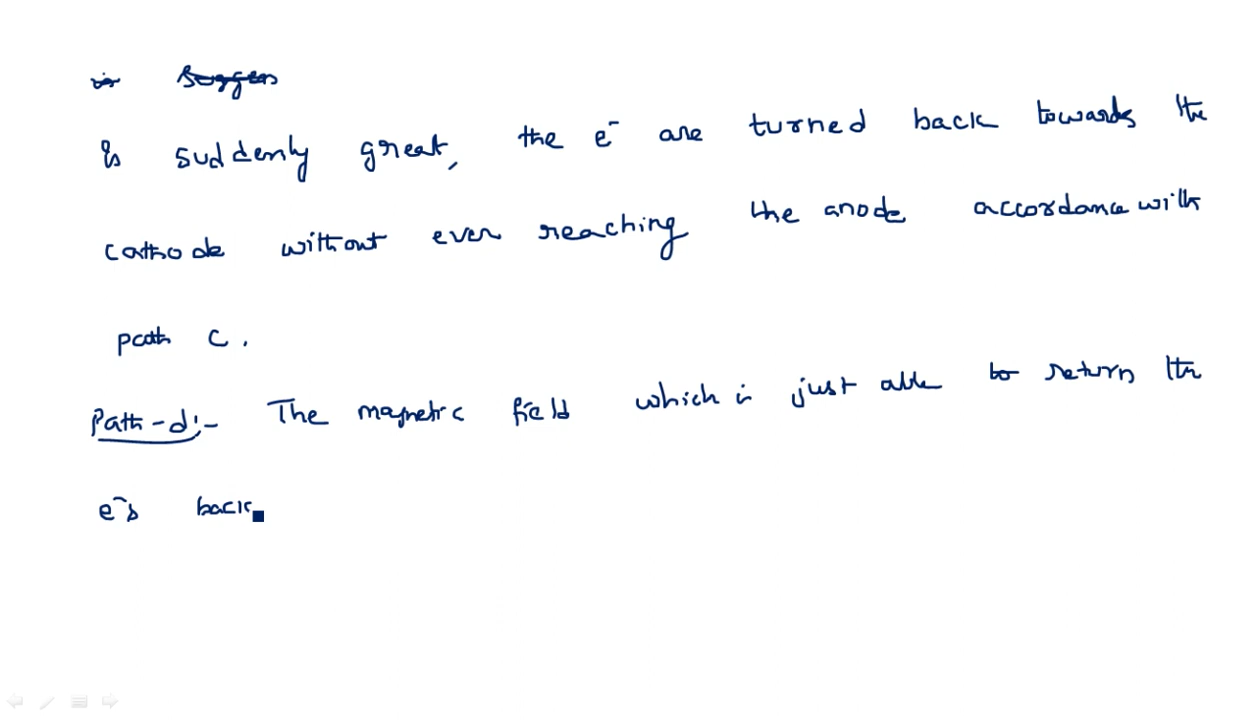 is suddenly great, the e⁻ are turned back towards the
cathode without ever reaching the anode accordance with
path c.
Path-d:- The magnetic field which is just able to return the
e⁻s back